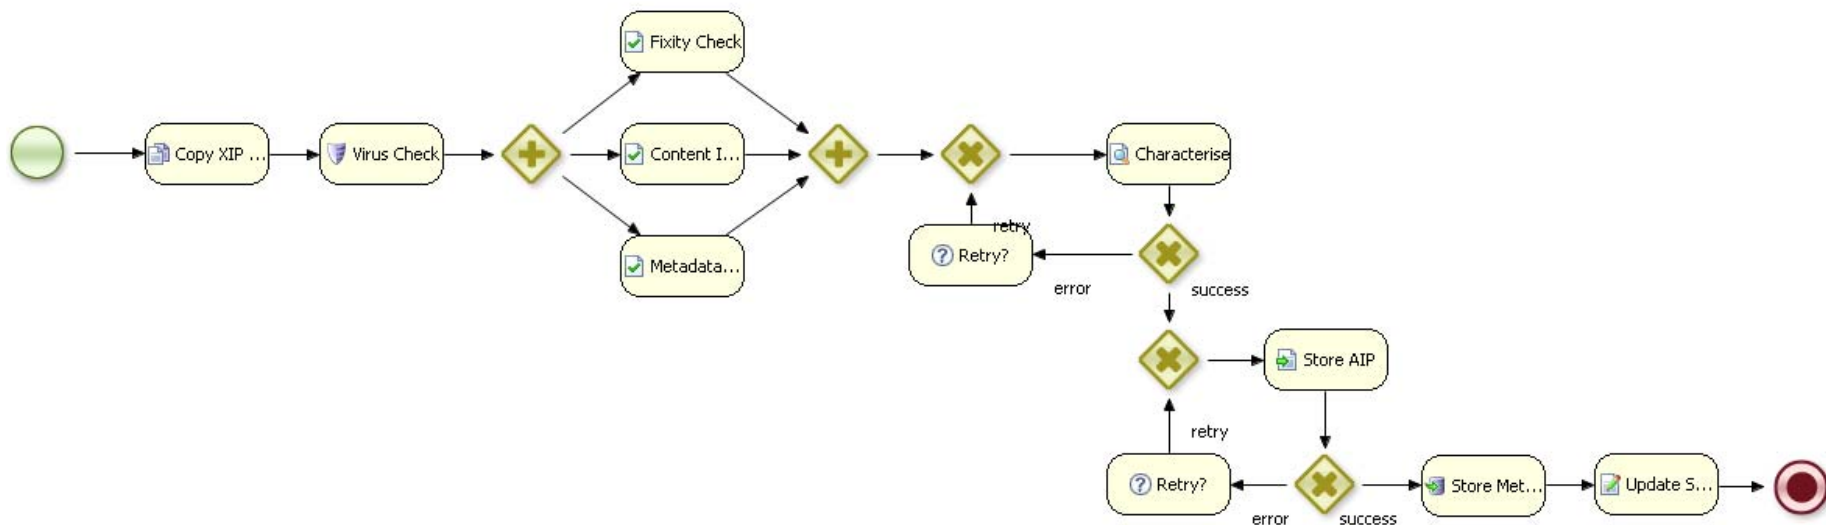 Fixity Check
Copy XIP ...
Virus Check
Content I...
Characterise
Metadata...
retry
Retry?
error
success
Store AIP
retry
Retry?
error
success
Store Met...
Update S...